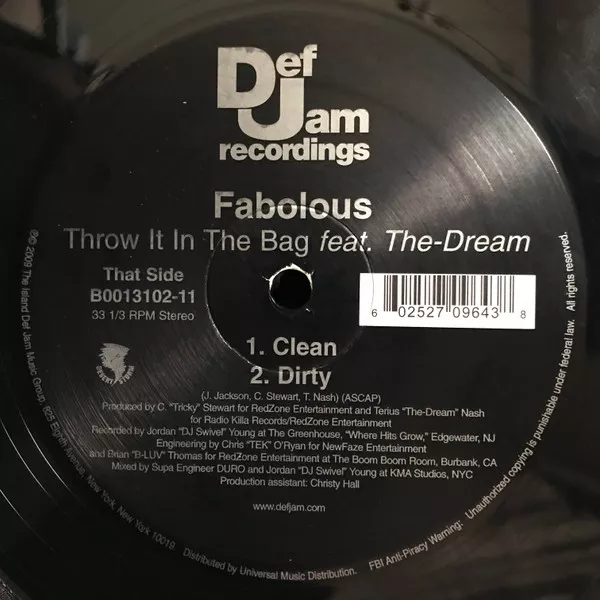 Def
Jam
recordings
Fabolous
Throw It In The Bag feat. The-Dream
That Side
B0013102-11
33 1/3 RPM Stereo
6 02527 09643 8
1. Clean
2. Dirty
(J. Jackson, C. Stewart, T. Nash) (ASCAP)
Produced by C. "Tricky" Stewart for RedZone Entertainment and Terius "The-Dream" Nash
for Radio Killa Records/RedZone Entertainment
Recorded by Jordan "DJ Swivel" Young at The Greenhouse, "Where Hits Grow," Edgewater, NJ
Engineering by Chris "TEK" O'Ryan for NewFaze Entertainment
and Brian "B-LUV" Thomas for RedZone Entertainment at The Boom Boom Room, Burbank, CA
Mixed by Supa Engineer DURO and Jordan "DJ Swivel" Young at KMA Studios, NYC
Production assistant: Christy Hall
www.defjam.com
℗© 2009 The Island Def Jam Music Group, 825 Eighth Avenue, New York, New York 10019. Distributed by Universal Music Distribution. FBI Anti-Piracy Warning: Unauthorized copying is punishable under federal law. All rights reserved.